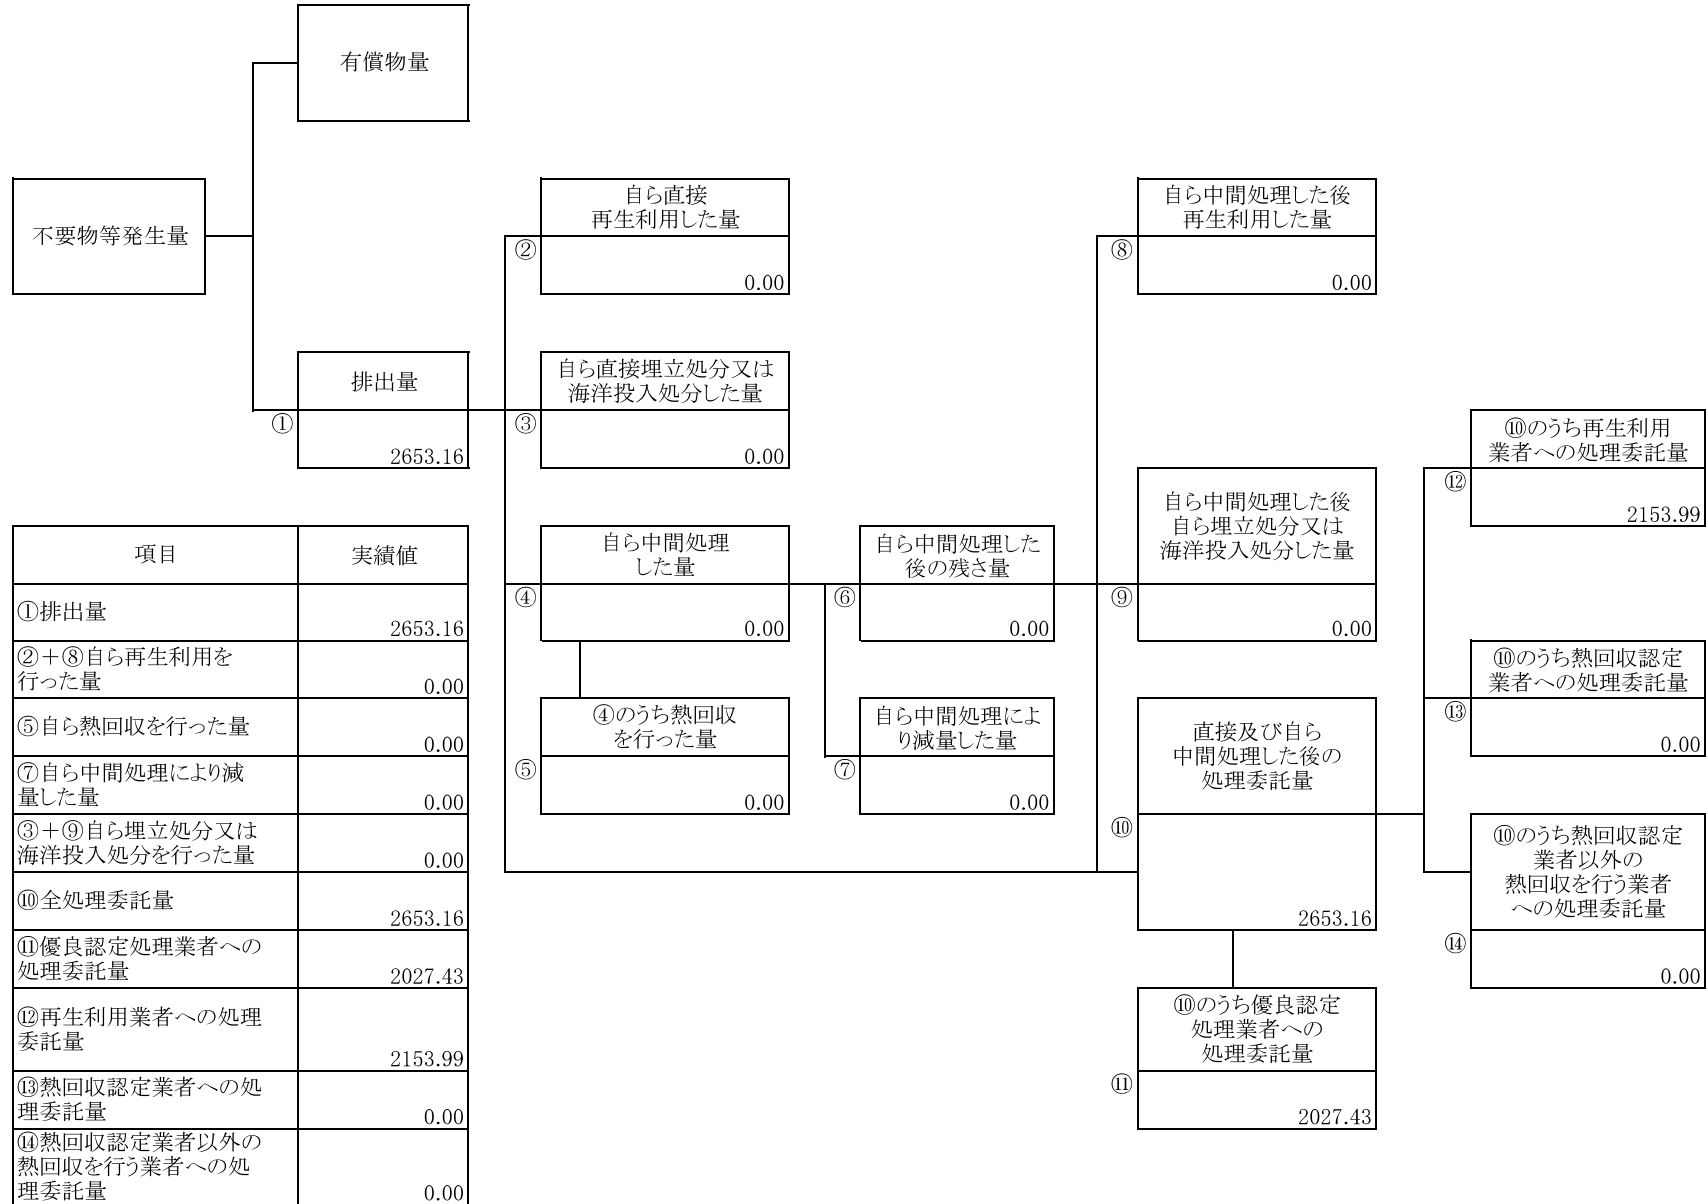 有償物量
不要物等発生量
排出量
①
2653.16
自ら直接
再生利用した量
②
0.00
自ら直接埋立処分又は
海洋投入処分した量
③
0.00
自ら中間処理
した量
④
0.00
④のうち熱回収
を行った量
⑤
0.00
自ら中間処理した
後の残さ量
⑥
0.00
自ら中間処理によ
り減量した量
⑦
0.00
自ら中間処理した後
再生利用した量
⑧
0.00
自ら中間処理した後
自ら埋立処分又は
海洋投入処分した量
⑨
0.00
直接及び自ら
中間処理した後の
処理委託量
⑩
2653.16
⑩のうち優良認定
処理業者への
処理委託量
⑪
2027.43
⑩のうち再生利用
業者への処理委託量
⑫
2153.99
⑩のうち熱回収認定
業者への処理委託量
⑬
0.00
⑩のうち熱回収認定
業者以外の
熱回収を行う業者
への処理委託量
⑭
0.00
項目 実績値
①排出量
2653.16
②＋⑧自ら再生利用を
行った量
0.00
⑤自ら熱回収を行った量
0.00
⑦自ら中間処理により減
量した量
0.00
③＋⑨自ら埋立処分又は
海洋投入処分を行った量
0.00
⑩全処理委託量
2653.16
⑪優良認定処理業者への
処理委託量
2027.43
⑫再生利用業者への処理
委託量
2153.99
⑬熱回収認定業者への処
理委託量
0.00
⑭熱回収認定業者以外の
熱回収を行う業者への処
理委託量
0.00